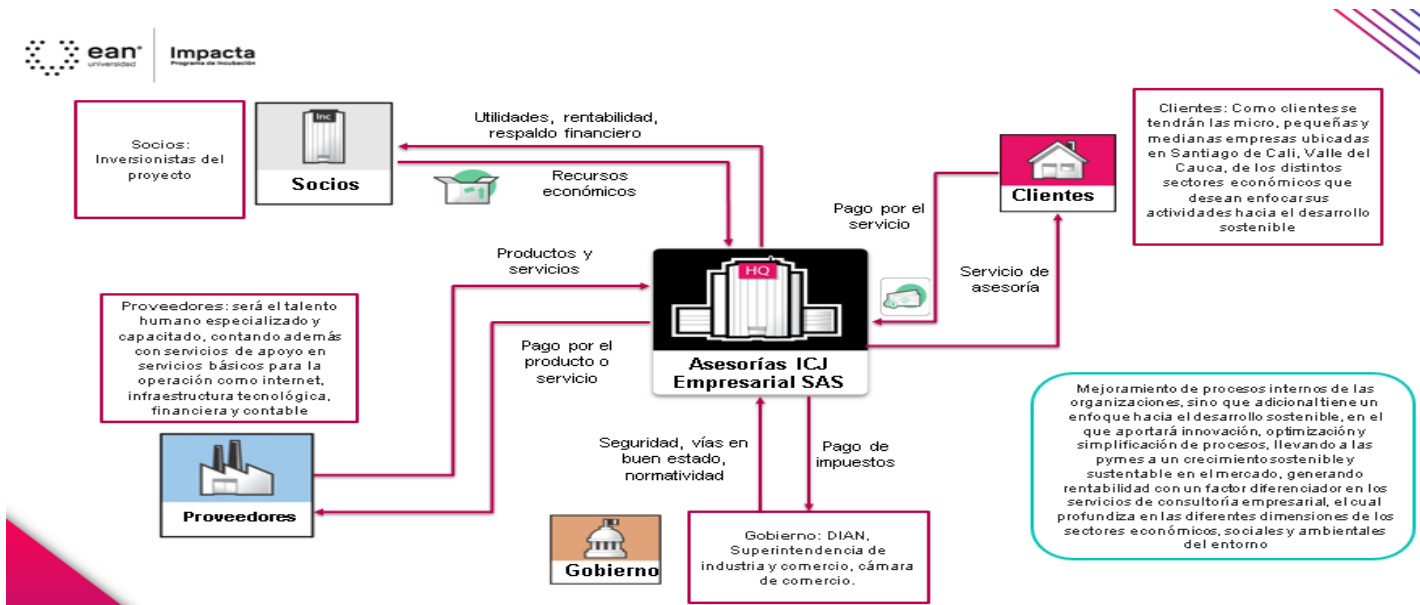 ean
universidad
Impacta
Programa de Incubación
Socios:
Inversionistas del
proyecto
Inc
Socios
Utilidades, rentabilidad,
respaldo financiero
Recursos
económicos
Clientes
Clientes: Como clientes se
tendrán las micro, pequeñas y
medianas empresas ubicadas
en Santiago de Cali, Valle del
Cauca, de los distintos
sectores económicos que
desean enfocar sus
actividades hacia el desarrollo
sostenible
Pago por el
servicio
Servicio de
asesoría
Productos y
servicios
HQ
Asesorías ICJ
Empresarial SAS
Proveedores: será el talento
humano especializado y
capacitado, contando además
con servicios de apoyo en
servicios básicos para la
operación como internet,
infraestructura tecnológica,
financiera y contable
Pago por el
producto o
servicio
Proveedores
Seguridad, vías en
buen estado,
normatividad
Pago de
impuestos
Gobierno
Gobierno: DIAN,
Superintendencia de
industria y comercio, cámara
de comercio.
Mejoramiento de procesos internos de las
organizaciones, sino que adicional tiene un
enfoque hacia el desarrollo sostenible, en el
que aportará innovación, optimización y
simplificación de procesos, llevando a las
pymes a un crecimiento sostenible y
sustentable en el mercado, generando
rentabilidad con un factor diferenciador en los
servicios de consultoría empresarial, el cual
profundiza en las diferentes dimensiones de los
sectores económicos, sociales y ambientales
del entorno